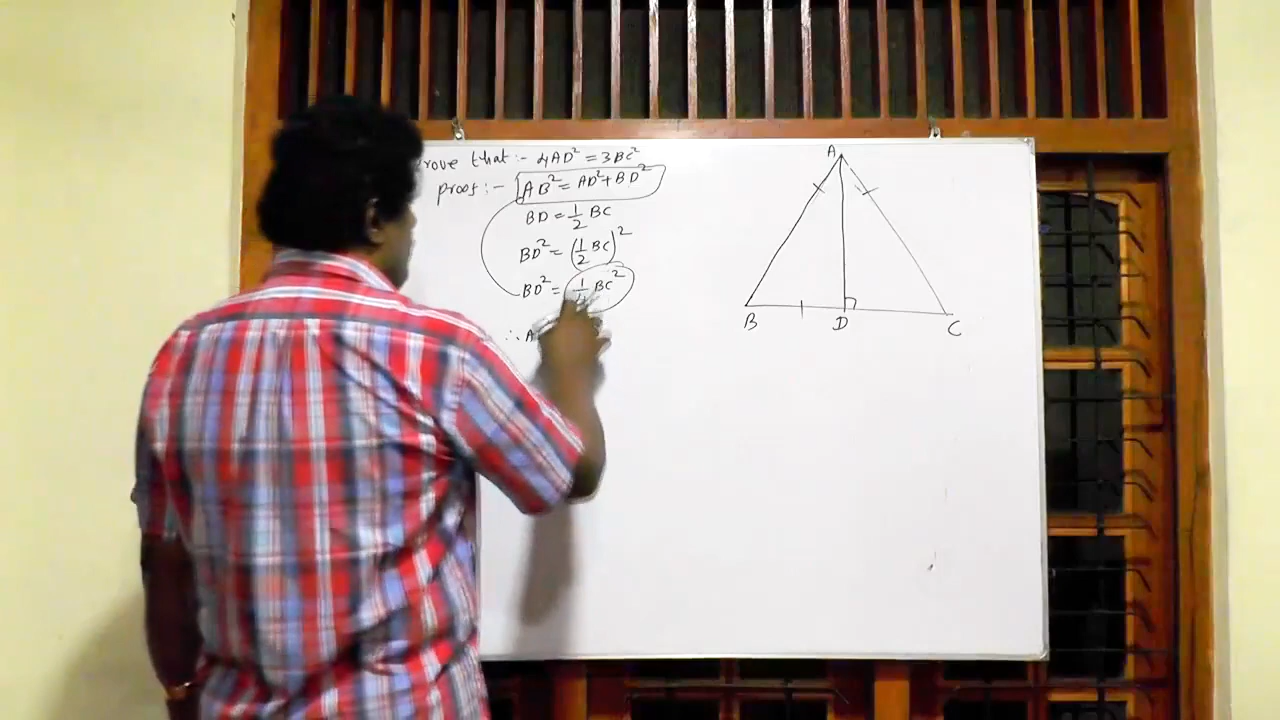 rove that:- 4AD² = 3BC²
proof:- AB² = AD² + BD²
BD = 1/2 BC
BD² = (1/2 BC)²
BD² = 1/4 BC²
∴ A
A
B D C